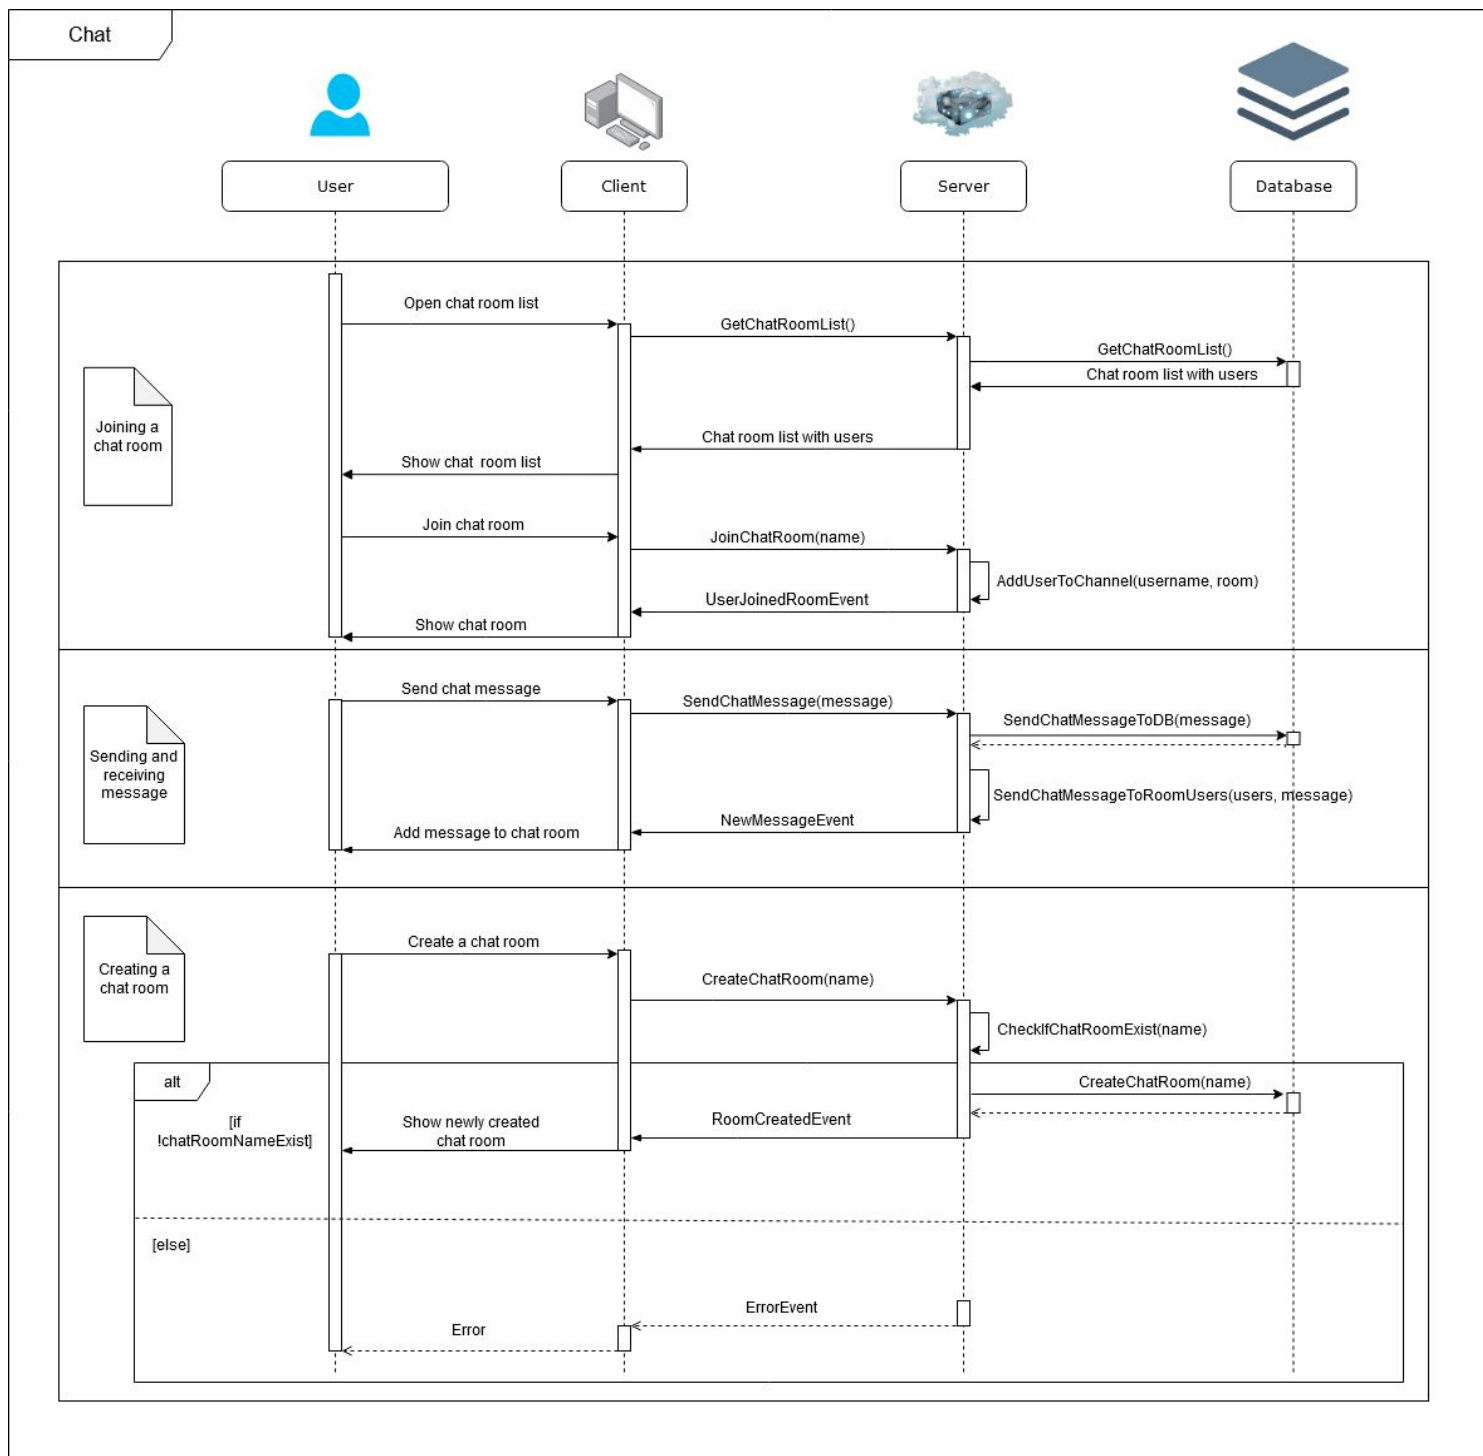 Chat
User
Client
Server
Database
Open chat room list
GetChatRoomList()
GetChatRoomList()
Chat room list with users
Joining a
chat room
Chat room list with users
Show chat room list
Join chat room
JoinChatRoom(name)
AddUserToChannel(username, room)
UserJoinedRoomEvent
Show chat room
Send chat message
SendChatMessage(message)
SendChatMessageToDB(message)
Sending and
receiving
message
SendChatMessageToRoomUsers(users, message)
NewMessageEvent
Add message to chat room
Create a chat room
Creating a
chat room
CreateChatRoom(name)
CheckIfChatRoomExist(name)
alt
CreateChatRoom(name)
[if
!chatRoomNameExist]
Show newly created
chat room
RoomCreatedEvent
[else]
ErrorEvent
Error